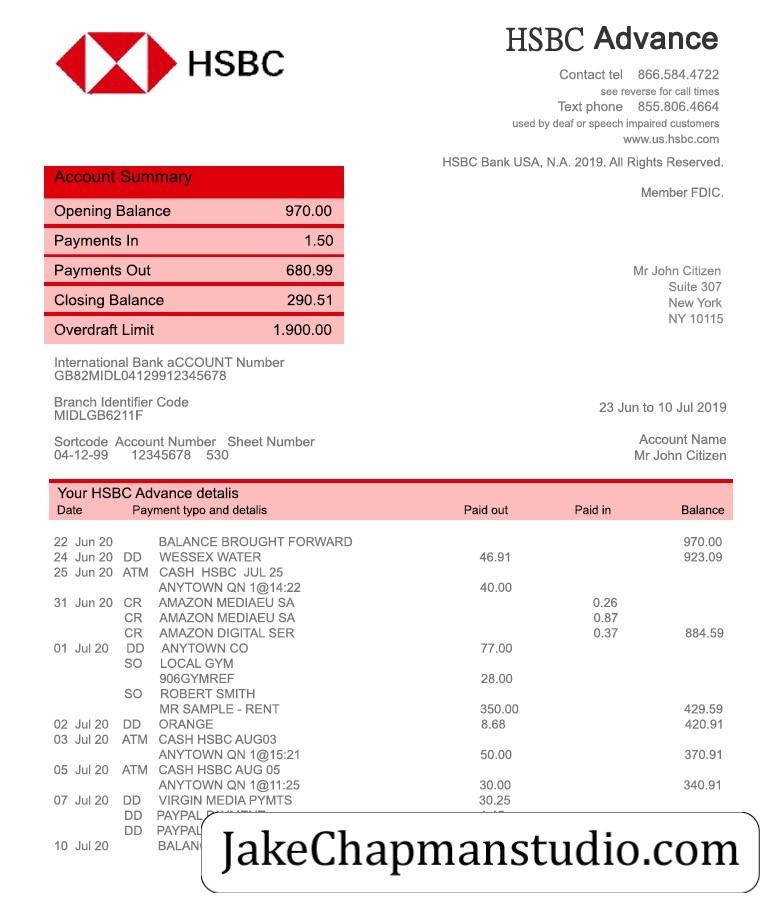 HSBC
HSBC Advance
Contact tel 866.584.4722
see reverse for call times
Text phone 855.806.4664
used by deaf or speech impaired customers
www.us.hsbc.com
HSBC Bank USA, N.A. 2019. All Rights Reserved.
Member FDIC.
Account Summary
Opening Balance 970.00
Payments In 1.50
Payments Out 680.99
Closing Balance 290.51
Overdraft Limit 1.900.00
Mr John Citizen
Suite 307
New York
NY 10115
International Bank aCCOUNT Number
GB82MIDL04129912345678
Branch Identifier Code
MIDLGB6211F
23 Jun to 10 Jul 2019
Sortcode Account Number Sheet Number
04-12-99 12345678 530
Account Name
Mr John Citizen
Your HSBC Advance detalis
Date Payment typo and detalis Paid out Paid in Balance
22 Jun 20 BALANCE BROUGHT FORWARD 970.00
24 Jun 20 DD WESSEX WATER 46.91 923.09
25 Jun 20 ATM CASH HSBC JUL 25
ANYTOWN QN 1@14:22 40.00
31 Jun 20 CR AMAZON MEDIAEU SA 0.26
CR AMAZON MEDIAEU SA 0.87
CR AMAZON DIGITAL SER 0.37 884.59
01 Jul 20 DD ANYTOWN CO 77.00
SO LOCAL GYM
906GYMREF 28.00
SO ROBERT SMITH
MR SAMPLE - RENT 350.00 429.59
02 Jul 20 DD ORANGE 8.68 420.91
03 Jul 20 ATM CASH HSBC AUG03
ANYTOWN QN 1@15:21 50.00 370.91
05 Jul 20 ATM CASH HSBC AUG 05
ANYTOWN QN 1@11:25 30.00 340.91
07 Jul 20 DD VIRGIN MEDIA PYMTS 30.25
DD PAYPAL
DD PAYPAL
10 Jul 20
JakeChapmanstudio.com